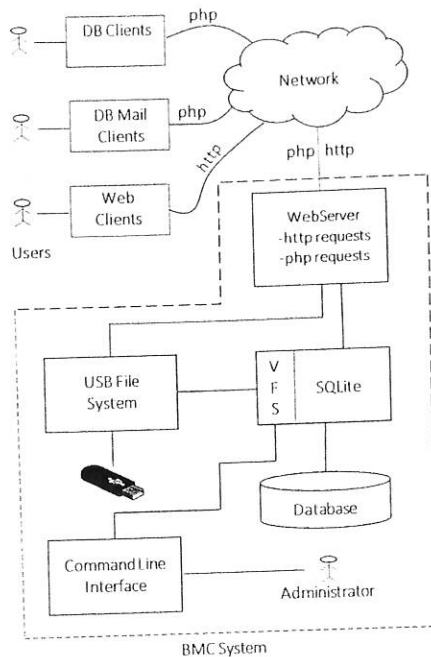 DB Clients
php
Network
DB Mail
Clients
php
http
php http
Web
Clients
Users
WebServer
-http requests
-php requests
USB File
System
V
F
S
SQLite
Database
Command Line
Interface
Administrator
BMC System